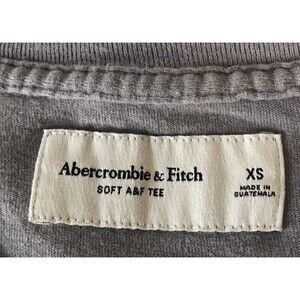 Abercrombie & Fitch
SOFT A&F TEE
XS
MADE IN
GUATEMALA